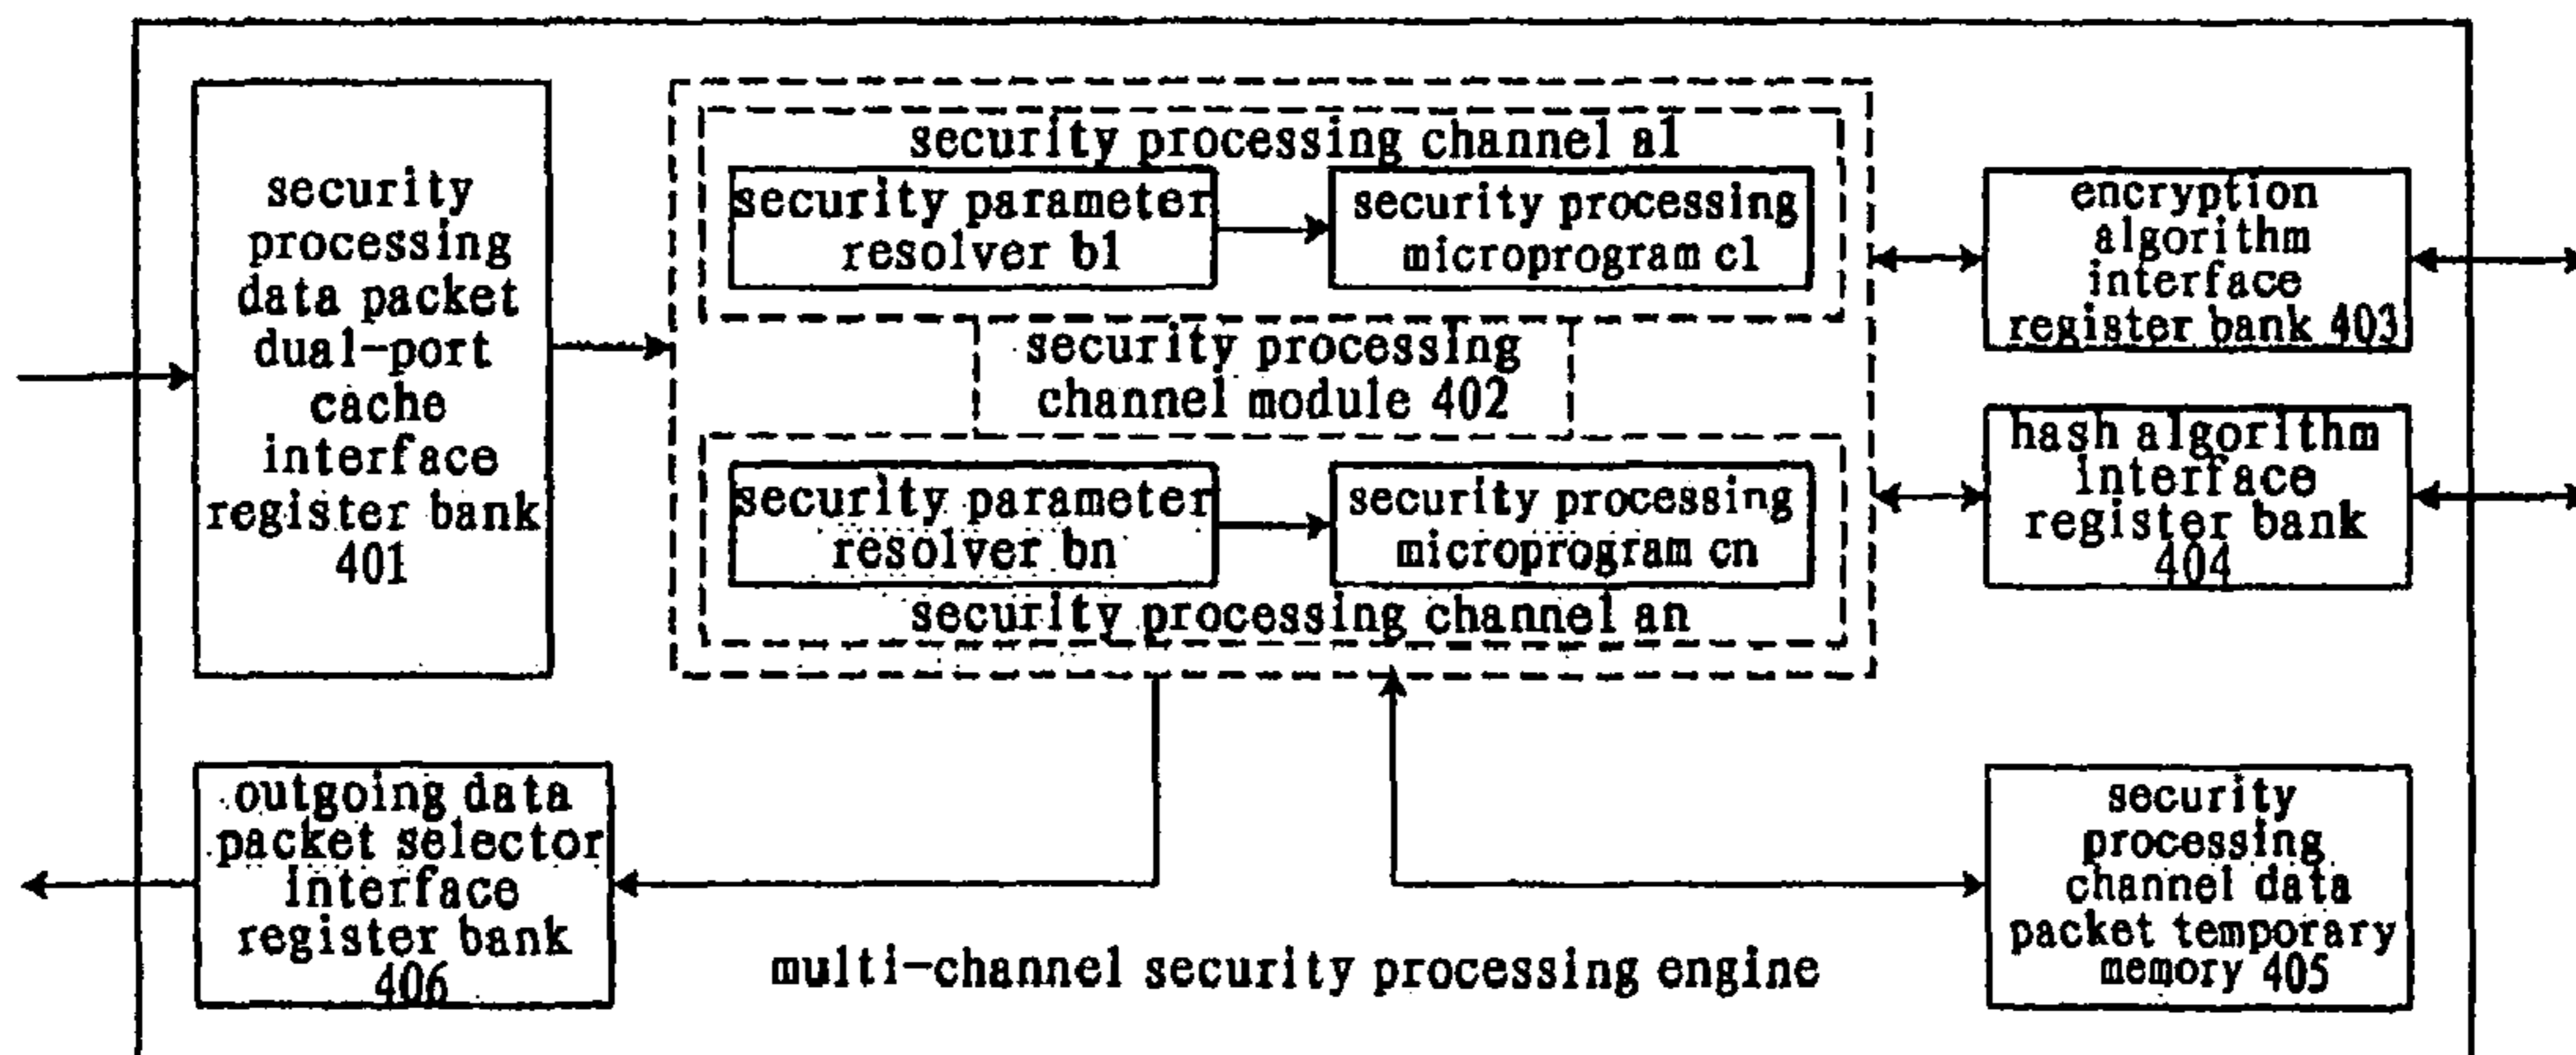 security
processing
data packet
dual-port
cache
interface
register bank
401
security processing channel a1
security parameter
resolver b1
security processing
microprogram c1
security processing
channel module 402
security parameter
resolver bn
security processing
microprogram cn
security processing channel an
encryption
algorithm
interface
register bank 403
hash algorithm
interface
register bank
404
outgoing data
packet selector
interface
register bank
406
multi-channel security processing engine
security
processing
channel data
packet temporary
memory 405